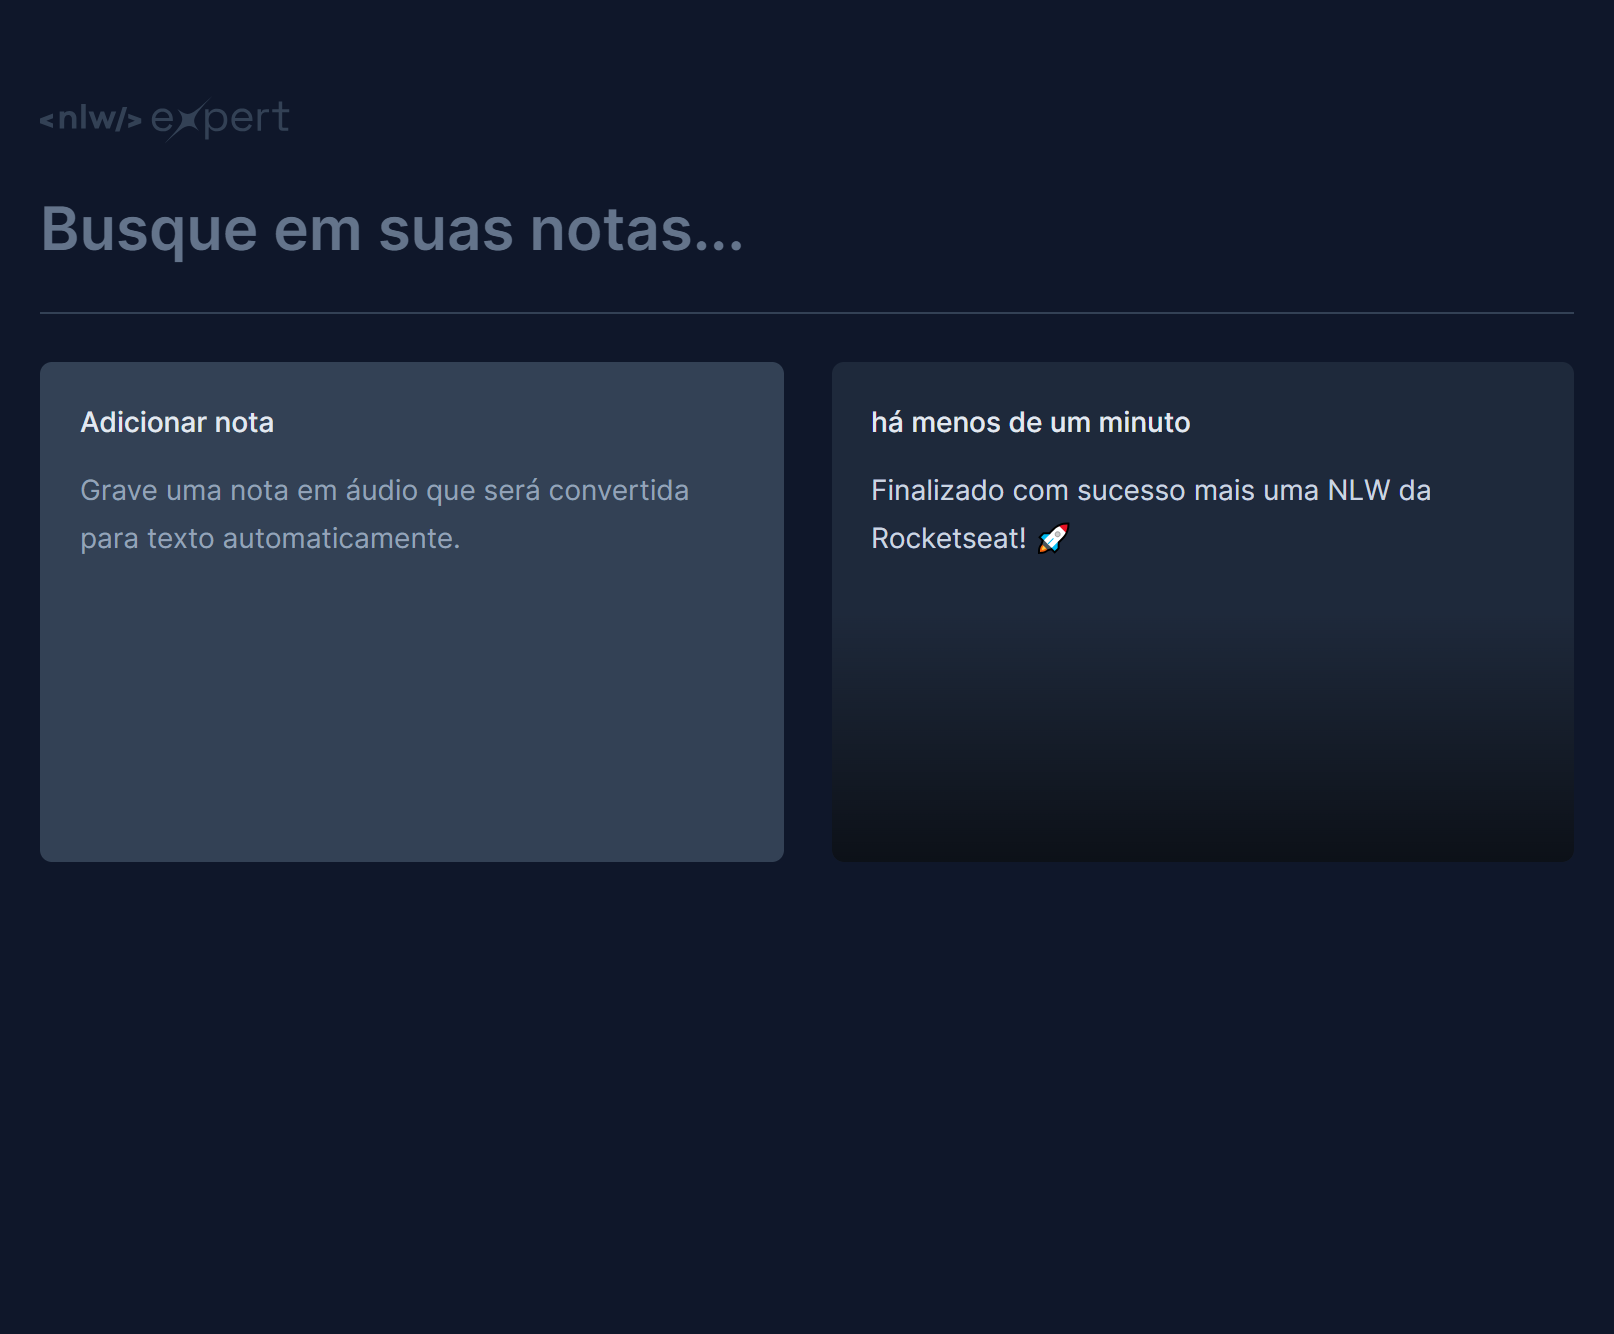 <nlw/> expert
Busque em suas notas...
Adicionar nota
Grave uma nota em áudio que será convertida
para texto automaticamente.
há menos de um minuto
Finalizado com sucesso mais uma NLW da
Rocketseat! 🚀